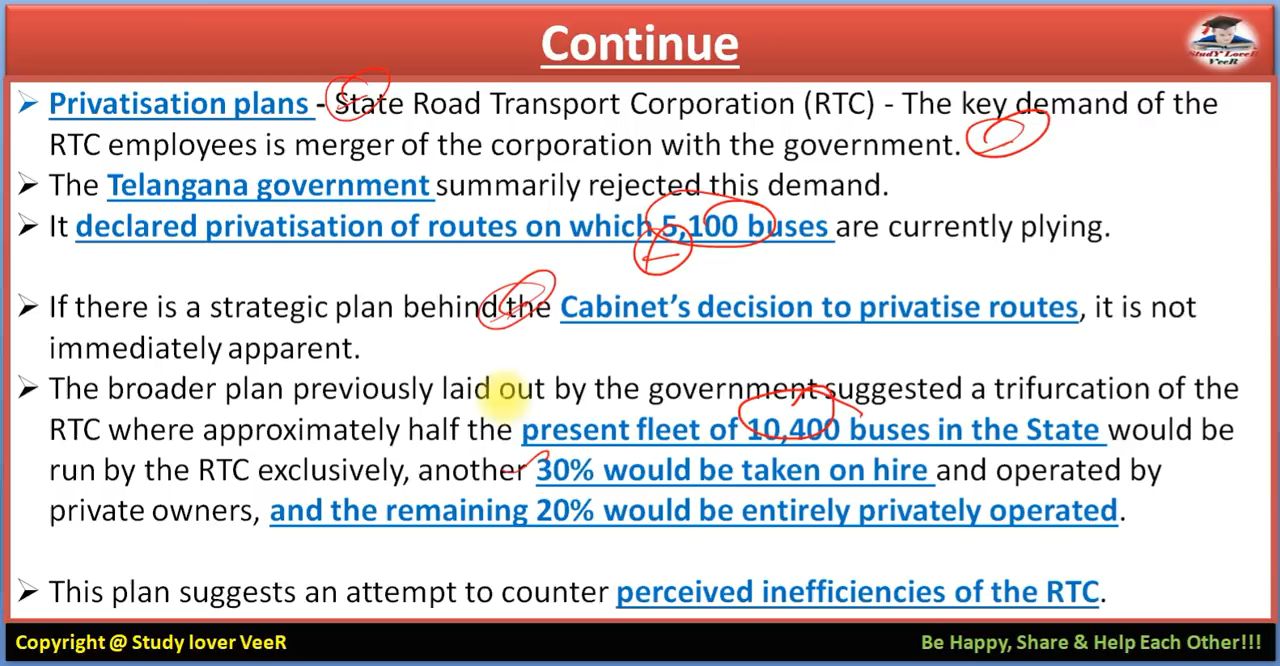 Continue
StudY LoveR
VeeR
➢ Privatisation plans - State Road Transport Corporation (RTC) - The key demand of the
RTC employees is merger of the corporation with the government.
➢ The Telangana government summarily rejected this demand.
➢ It declared privatisation of routes on which 5,100 buses are currently plying.
➢ If there is a strategic plan behind the Cabinet’s decision to privatise routes, it is not
immediately apparent.
➢ The broader plan previously laid out by the government suggested a trifurcation of the
RTC where approximately half the present fleet of 10,400 buses in the State would be
run by the RTC exclusively, another 30% would be taken on hire and operated by
private owners, and the remaining 20% would be entirely privately operated.
➢ This plan suggests an attempt to counter perceived inefficiencies of the RTC.
Copyright @ Study lover VeeR
Be Happy, Share & Help Each Other!!!